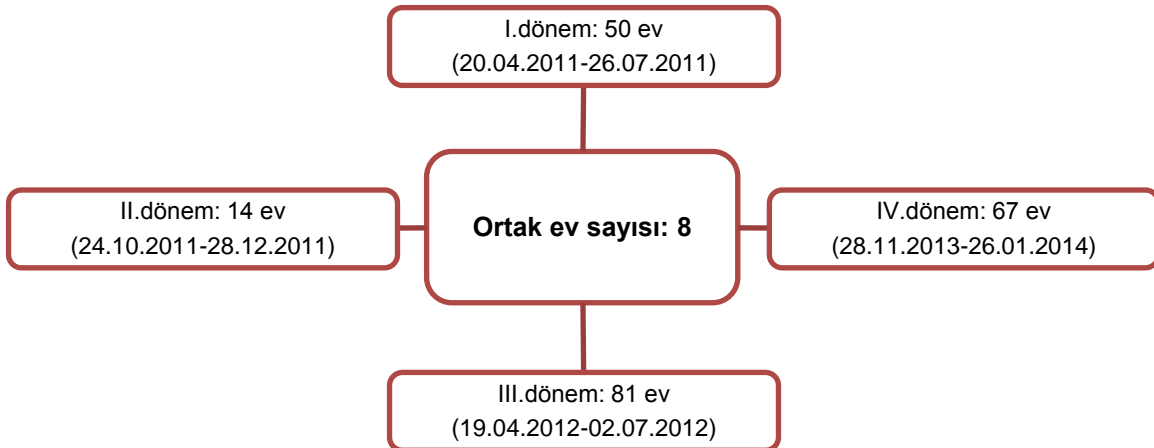 I.dönem: 50 ev
(20.04.2011-26.07.2011)
II.dönem: 14 ev
(24.10.2011-28.12.2011)
Ortak ev sayısı: 8
IV.dönem: 67 ev
(28.11.2013-26.01.2014)
III.dönem: 81 ev
(19.04.2012-02.07.2012)